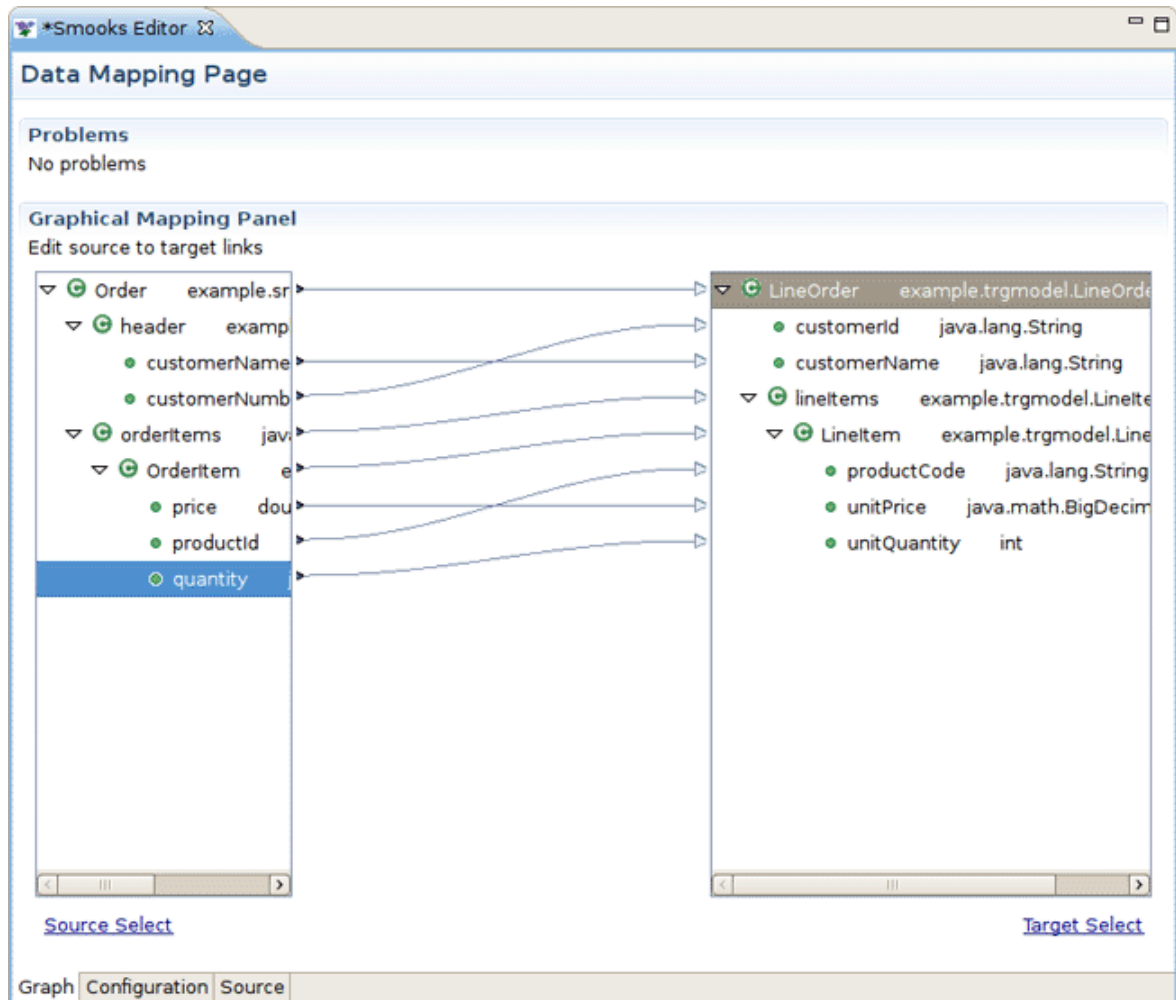 *Smooks Editor
Data Mapping Page
Problems
No problems
Graphical Mapping Panel
Edit source to target links
Order example.sr
header examp
customerName
customerNumb
orderItems java
OrderItem e
price dou
productId
quantity j
LineOrder example.trgmodel.LineOrde
customerId java.lang.String
customerName java.lang.String
lineItems example.trgmodel.LineIte
LineItem example.trgmodel.Line
productCode java.lang.String
unitPrice java.math.BigDecim
unitQuantity int
Source Select
Target Select
Graph Configuration Source